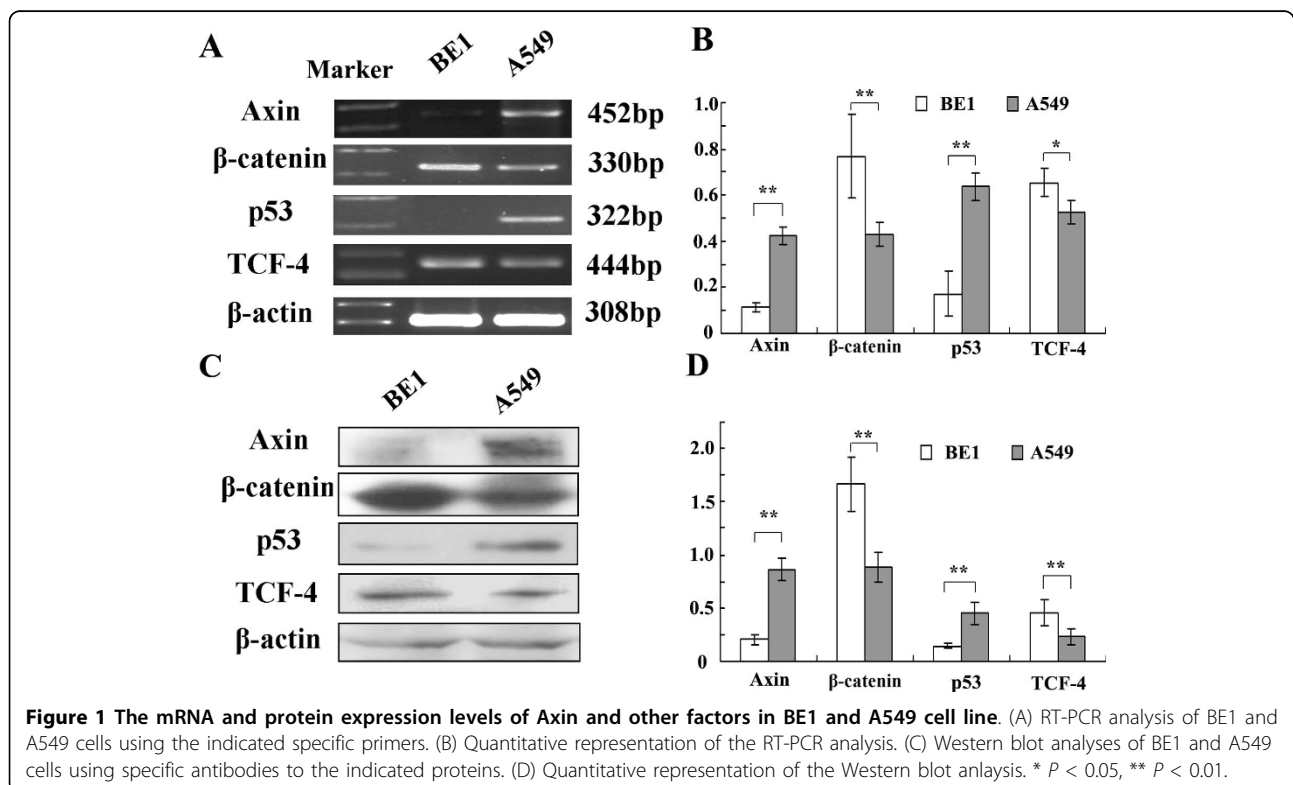 A
Marker BE1 A549
Axin 452bp
β-catenin 330bp
p53 322bp
TCF-4 444bp
β-actin 308bp
B
BE1 A549
1.0
0.8
0.6
0.4
0.2
0
** ** ** *
Axin β-catenin p53 TCF-4
C
BE1 A549
Axin
β-catenin
p53
TCF-4
β-actin
D
BE1 A549
2.0
1.5
1.0
0.5
0
** ** ** **
Axin β-catenin p53 TCF-4
Figure 1 The mRNA and protein expression levels of Axin and other factors in BE1 and A549 cell line. (A) RT-PCR analysis of BE1 and
A549 cells using the indicated specific primers. (B) Quantitative representation of the RT-PCR analysis. (C) Western blot analyses of BE1 and A549
cells using specific antibodies to the indicated proteins. (D) Quantitative representation of the Western blot anlaysis. * P < 0.05, ** P < 0.01.